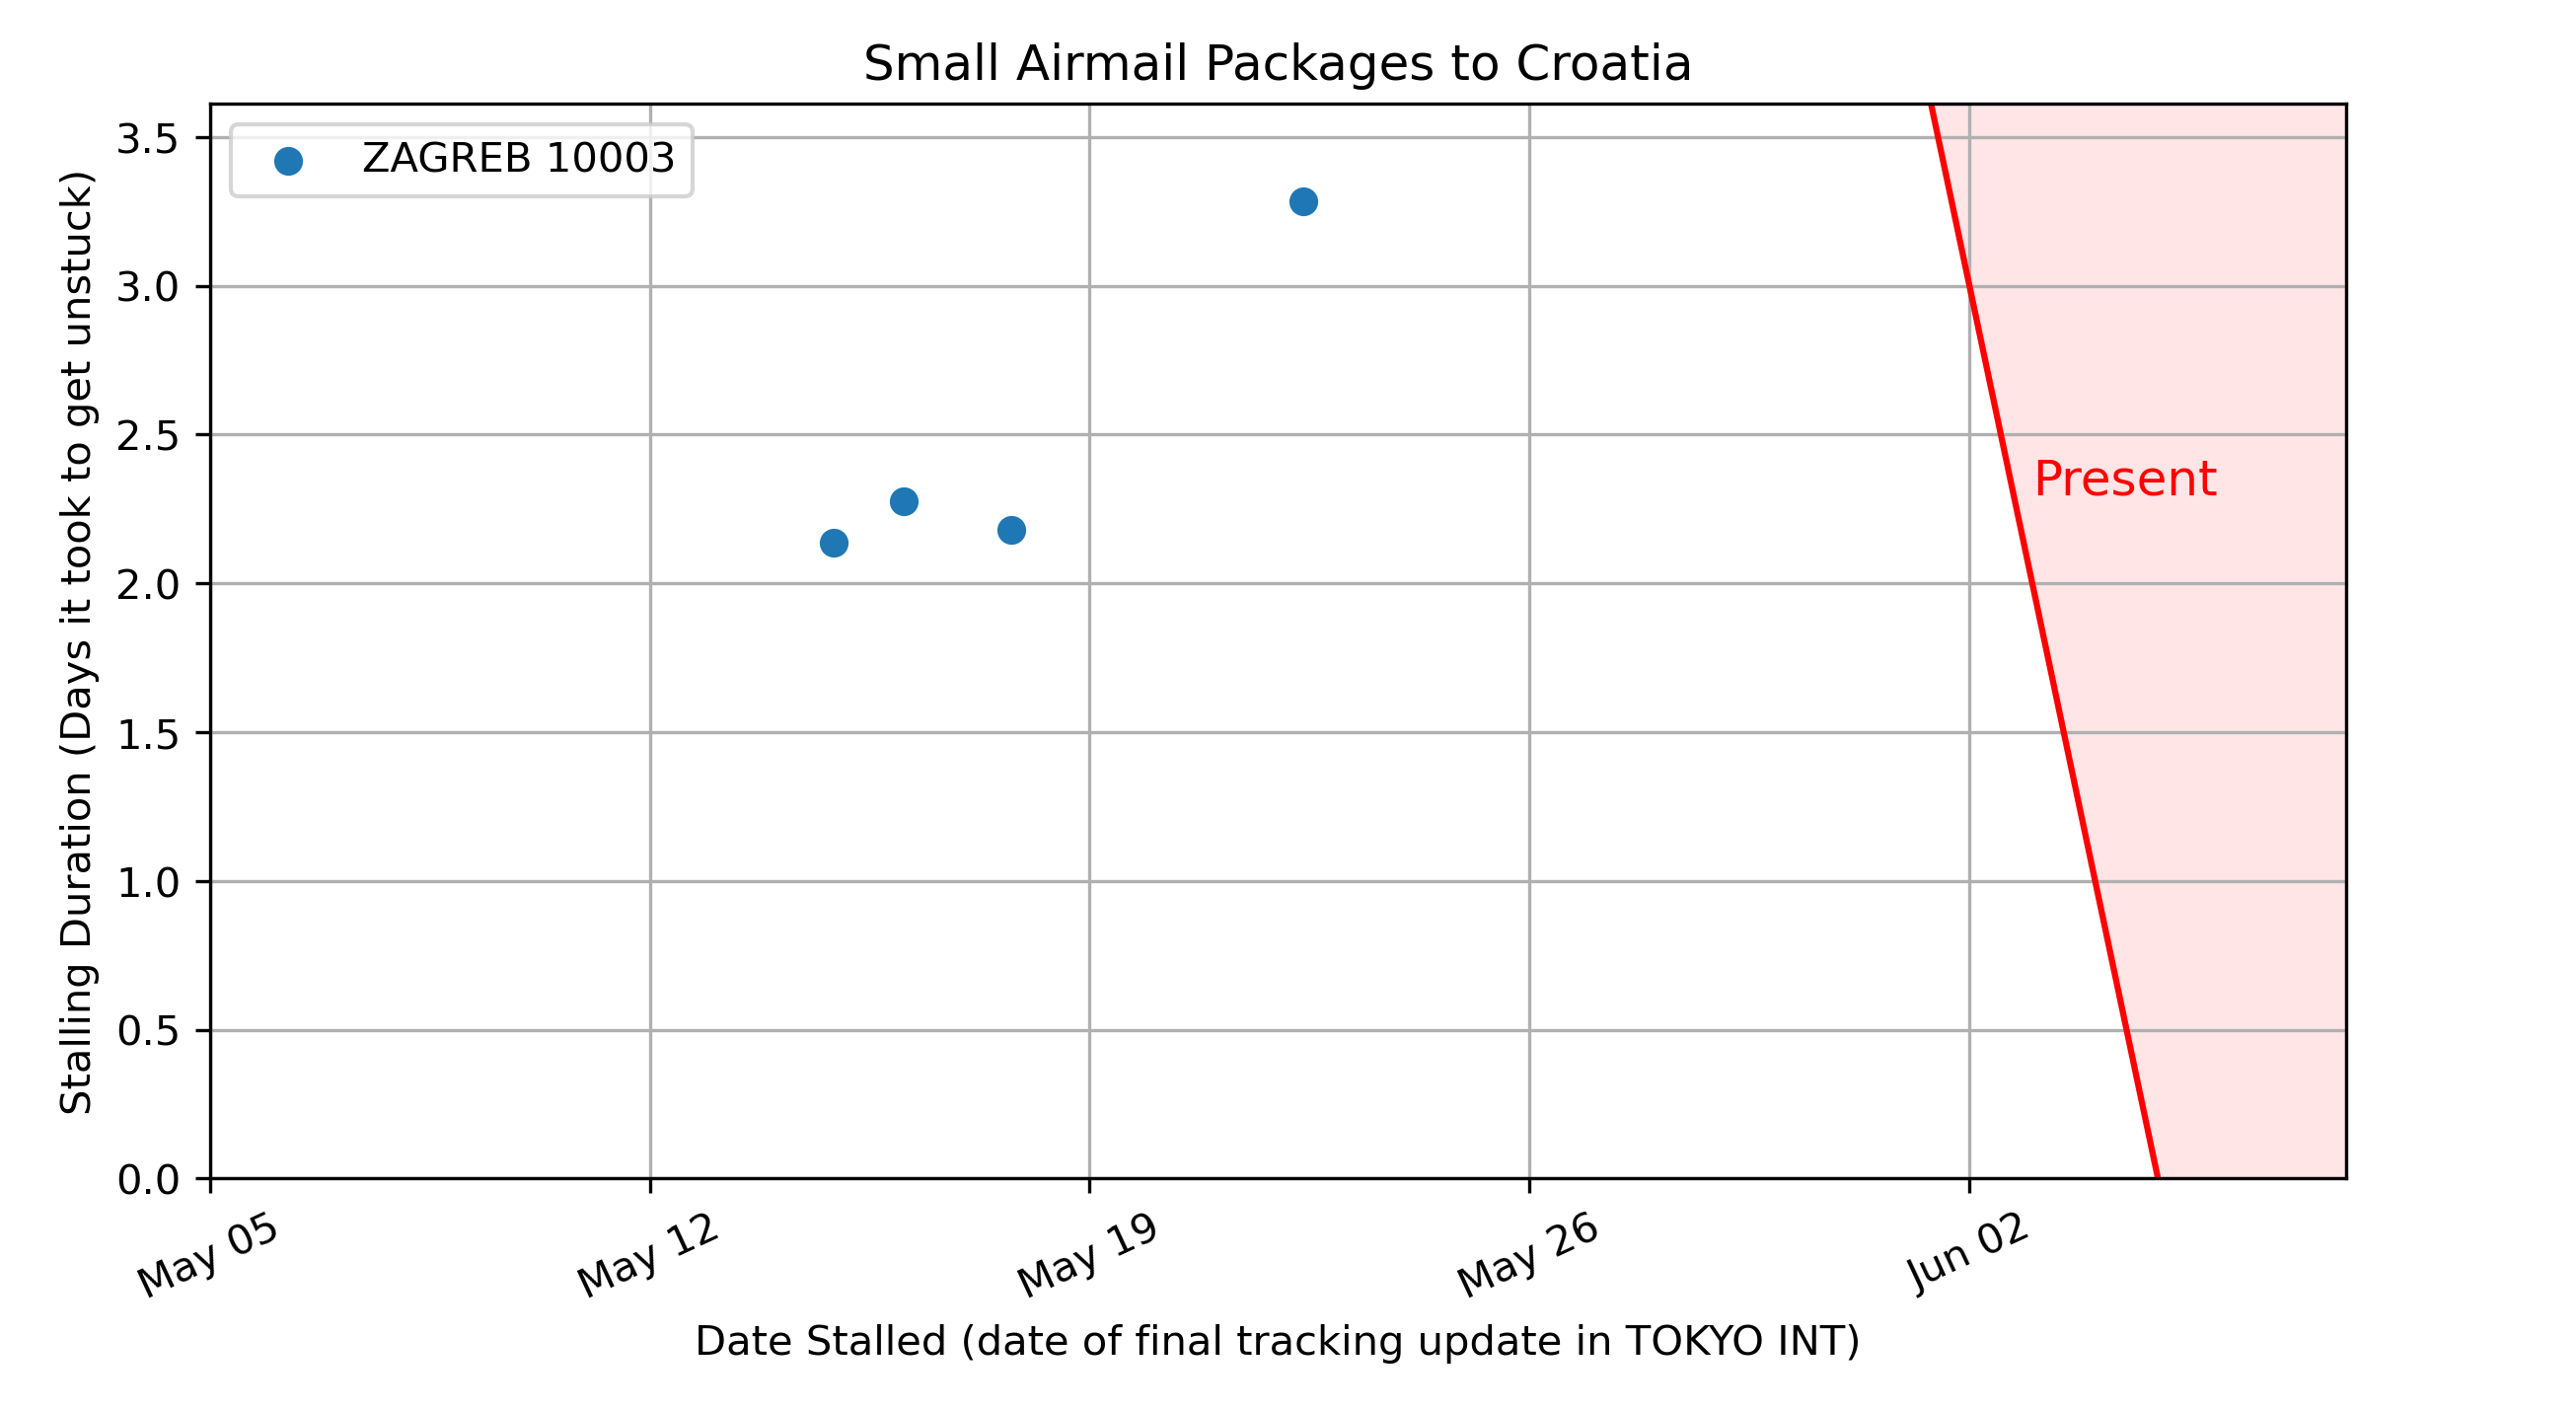 Small Airmail Packages to Croatia
ZAGREB 10003
Present
Stalling Duration (Days it took to get unstuck)
3.5
3.0
2.5
2.0
1.5
1.0
0.5
0.0
May 05
May 12
May 19
May 26
Jun 02
Date Stalled (date of final tracking update in TOKYO INT)